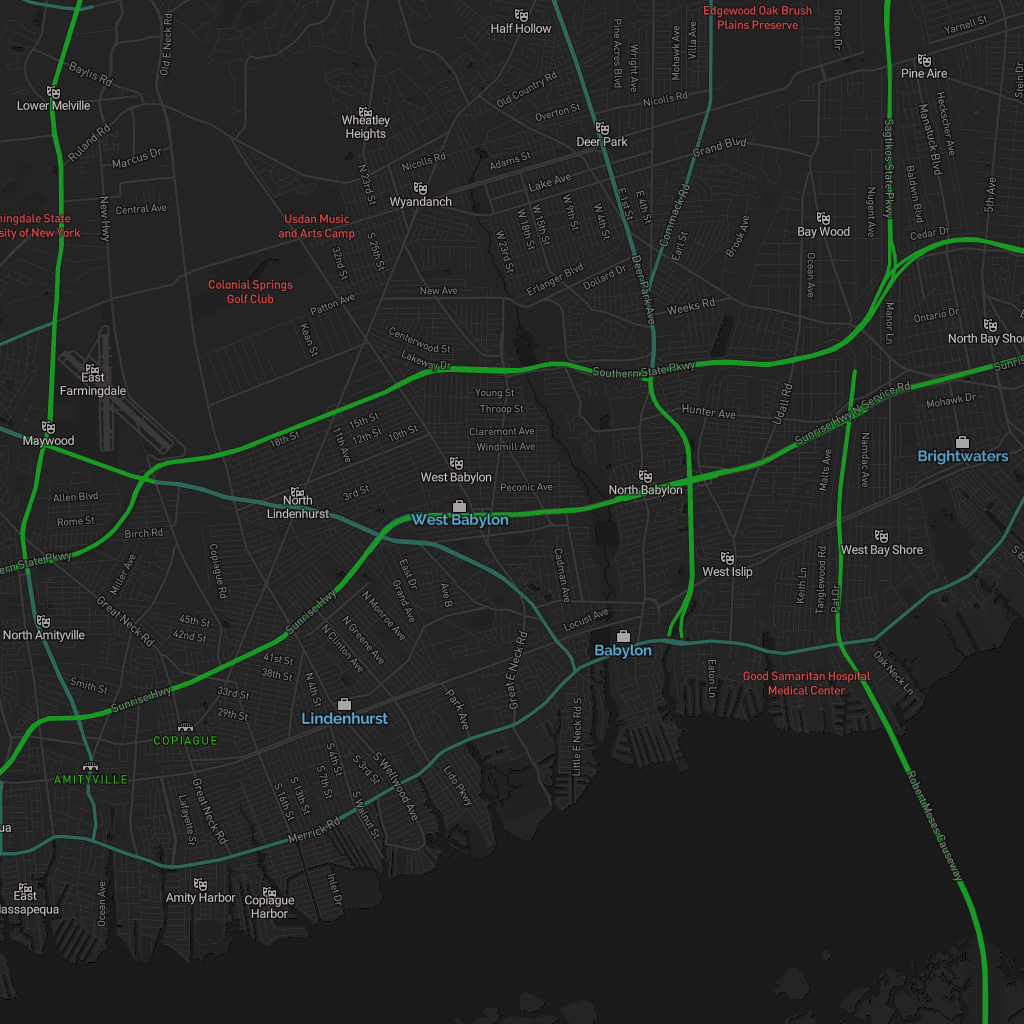 Edgewood Oak Brush
Plains Preserve
Half Hollow
Old E Neck Rd
Pine Acres Blvd
Wright Ave
Mohawk Ave
Villa Ave
Rodeo Dr
Yarnell St
Pine Aire
Srein Dr
Baylis Rd
Lower Melville
Old Country Rd
Nicolls Rd
Overton St
Wheatley
Heights
Deer Park
Heckscher Ave
Manatuck Blvd
Ruland Rd
Marcus Dr
Nicolls Rd
Adams St
Grand Blvd
Sagtikos State Pkwy
Baldwin Blvd
N 23rd St
Wyandanch
Lake Ave
E 1st St
E 4th St
Nugent Ave
5th Ave
New Hwy
Central Ave
Usdan Music
and Arts Camp
W 18th St
W 15th St
W 9th St
W 4th St
Commack Rd
Earl St
Brook Ave
Bay Wood
Cedar Dr
32nd St
S 25th St
W 23rd St
Ocean Ave
Colonial Springs
Golf Club
New Ave
Erlanger Blvd
Dollard Dr
Deer Park Ave
Patton Ave
Weeks Rd
Manor Ln
Ontario Dr
Kean St
Centerwood St
Lakeway Dr
East
Farmingdale
Southern State Pkwy
Young St
Throop St
Hunter Ave
Udall Rd
Sunrise Hwy N Service Rd
Mohawk Dr
Maywood
18th St
15th St
12th St
11th Ave
10th St
Claremont Ave
Windmill Ave
Malts Ave
Namdac Ave
Brightwaters
West Babylon
Peconic Ave
North Babylon
3rd St
Allen Blvd
North
Lindenhurst
West Babylon
Rome St
Birch Rd
West Bay Shore
Miller Ave
Copiague Rd
East Dr
Grand Ave
Ave B
Cadman Ave
West Islip
Keith Ln
Tanglewood Rd
Pat Dr
Great Neck Rd
Sunrise Hwy
N Monroe Ave
N Greene Ave
N Clinton Ave
Locust Ave
North Amityville
45th St
42nd St
Babylon
41st St
38th St
Great E Neck Rd
Eaton Ln
Good Samaritan Hospital
Medical Center
Oak Neck Ln
Smith St
Sunrise Hwy
33rd St
29th St
N 4th St
Park Ave
Little E Neck Rd S
Lindenhurst
COPIAGUE
AMITYVILLE
S 4th St
S 7th St
S 3rd St
S Wellwood Ave
Lido Pkwy
S 13th St
S 16th St
Great Neck Rd
Lafayette St
S Walnut St
Merrick Rd
Robert Moses Causeway
Ocean Ave
Amity Harbor
Copiague
Harbor
Inlet Dr
East